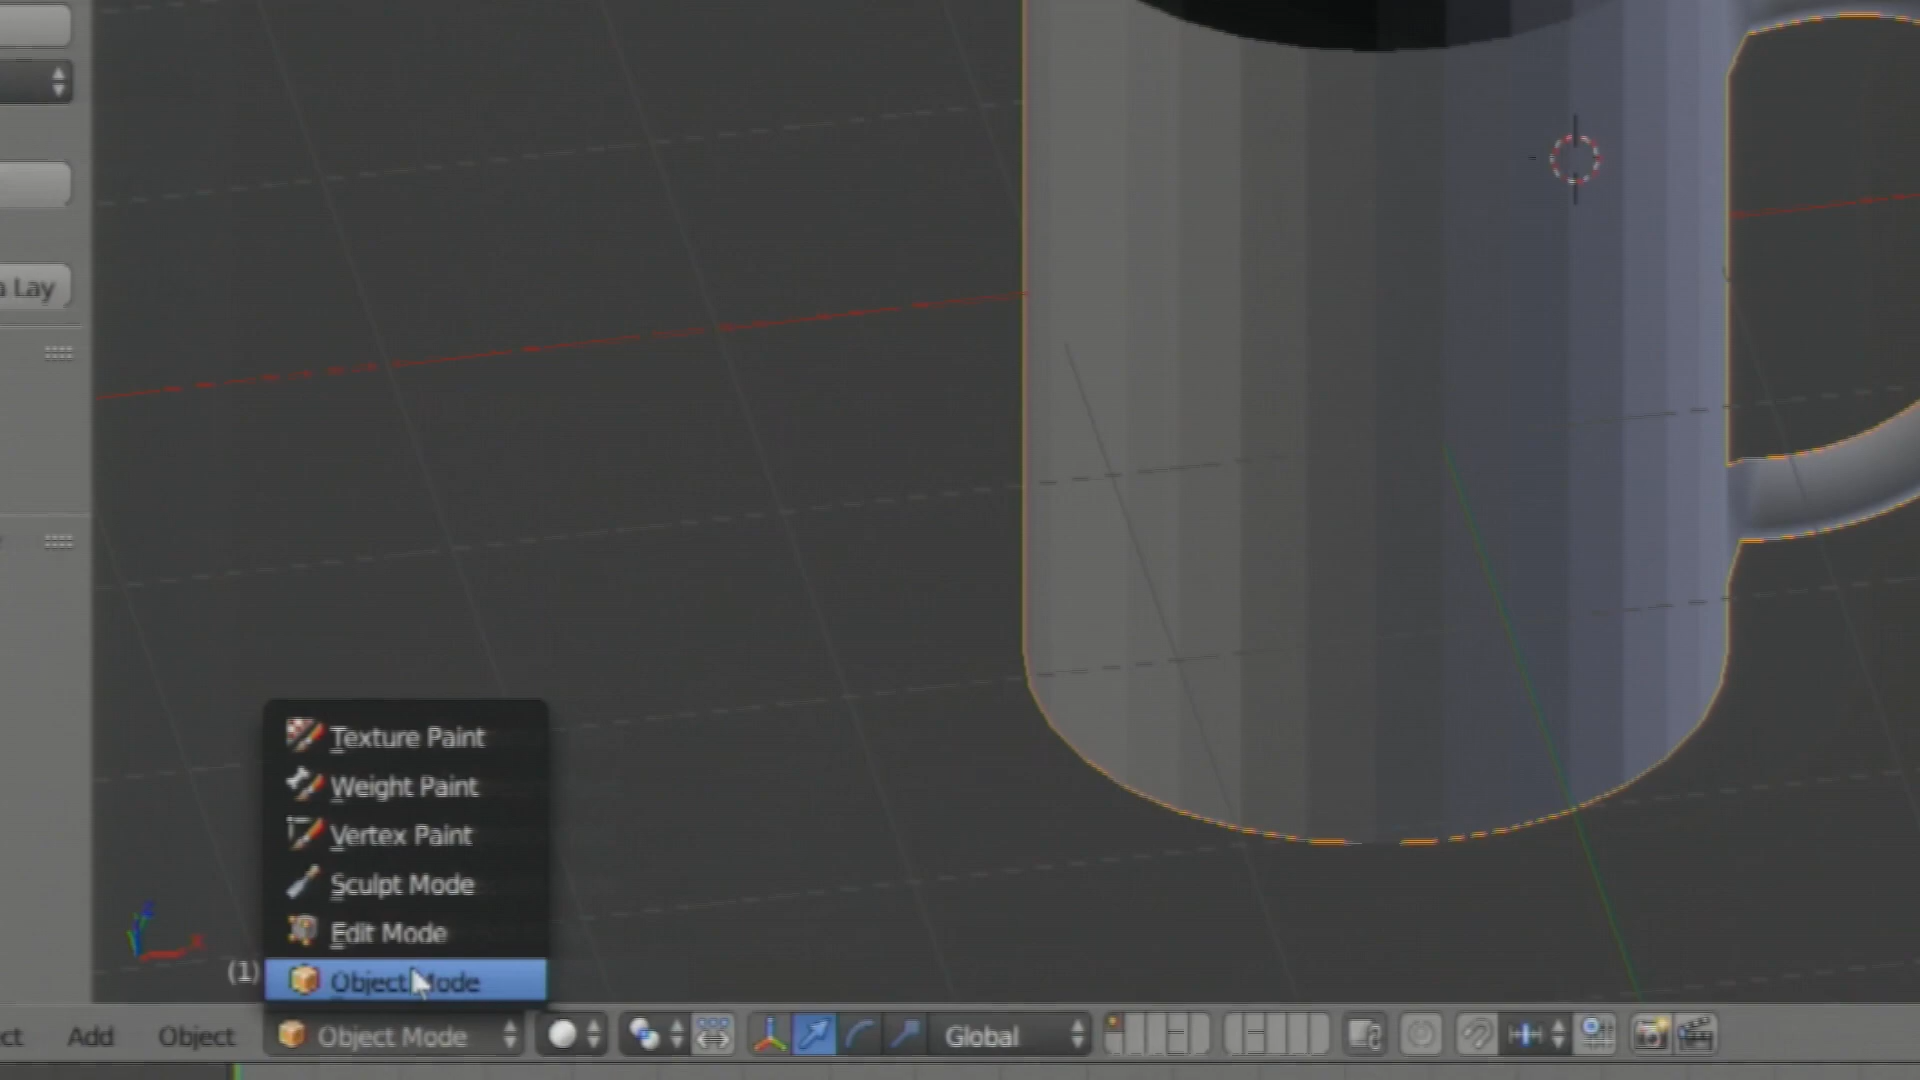 a Lay
Texture Paint
Weight Paint
Vertex Paint
Sculpt Mode
Edit Mode
Object Mode
(1)
ct Add Object Object Mode Global
Z
X